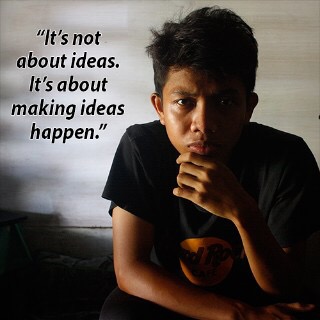 “It’s not
about ideas.
It’s about
making ideas
happen.”